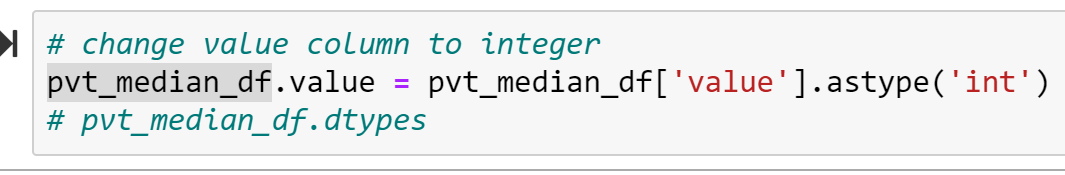 # change value column to integer
pvt_median_df.value = pvt_median_df['value'].astype('int')
# pvt_median_df.dtypes